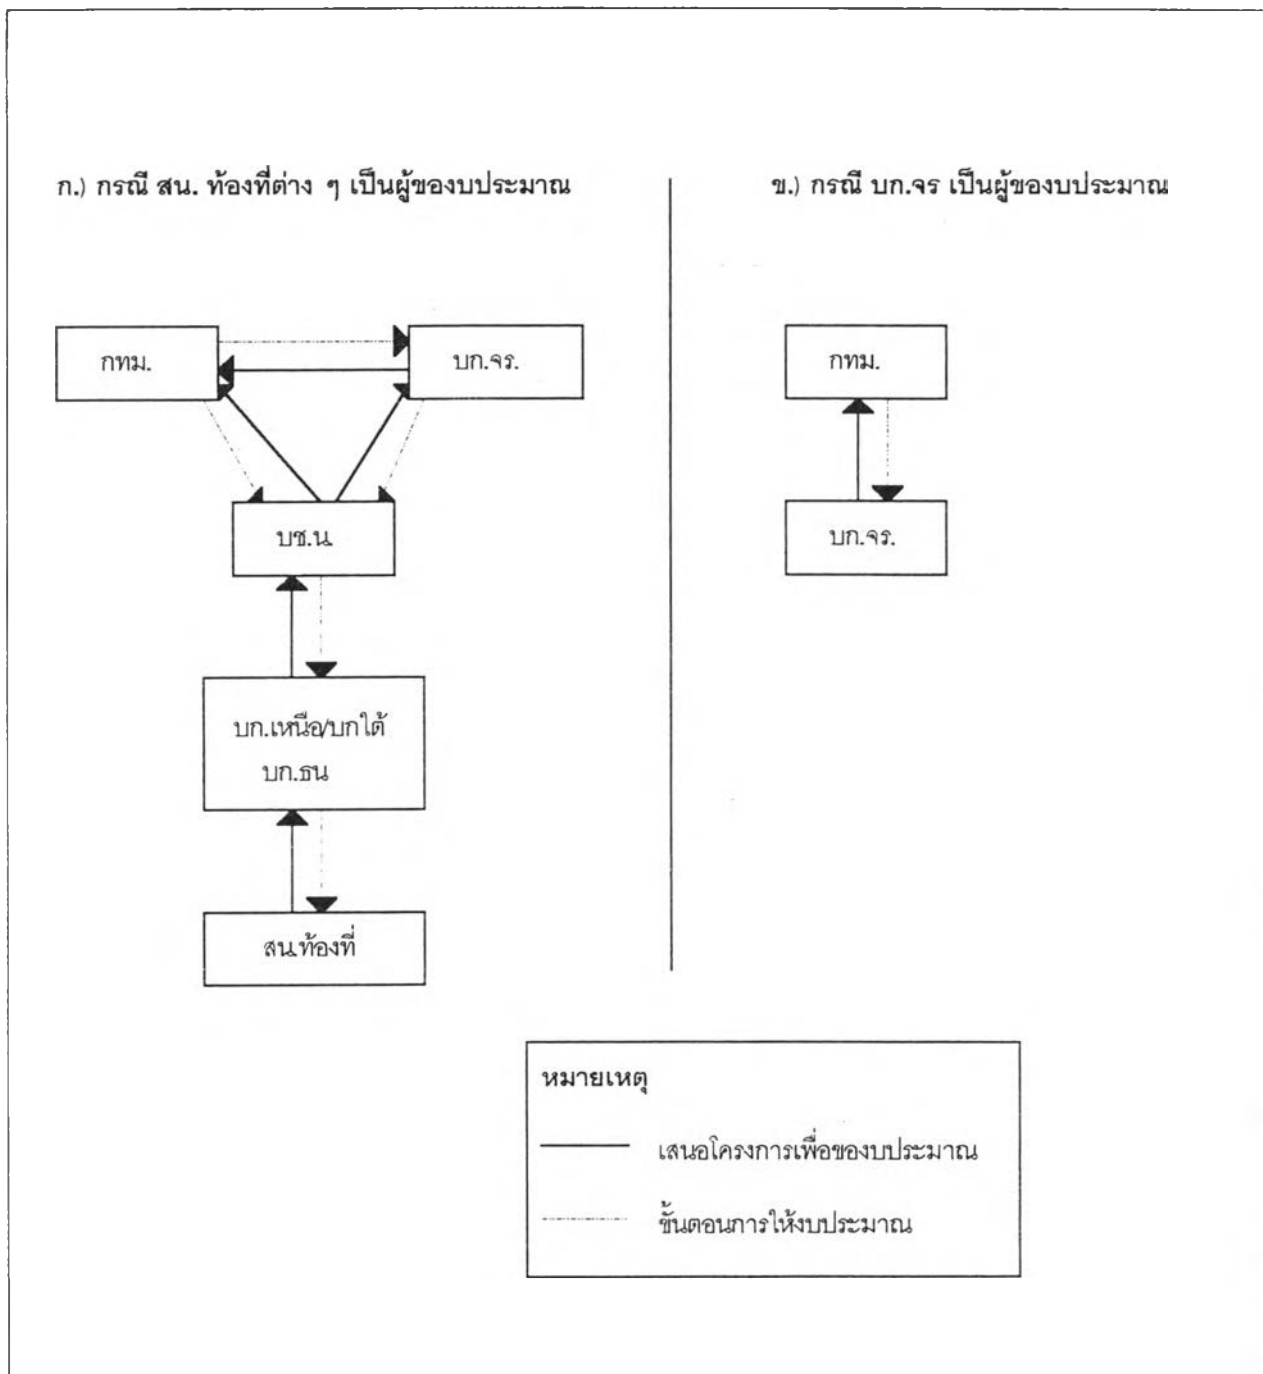 ก.) กรณี สน. ท้องที่ต่าง ๆ เป็นผู้ของบประมาณ
ข.) กรณี บก.จร เป็นผู้ของบประมาณ
กทม.
บก.จร.
บช.น.
บก.เหนือ/บกใต้
บก.ธน
สน.ท้องที่
กทม.
บก.จร.
หมายเหตุ
เสนอโครงการเพื่อของบประมาณ
ขั้นตอนการให้งบประมาณ